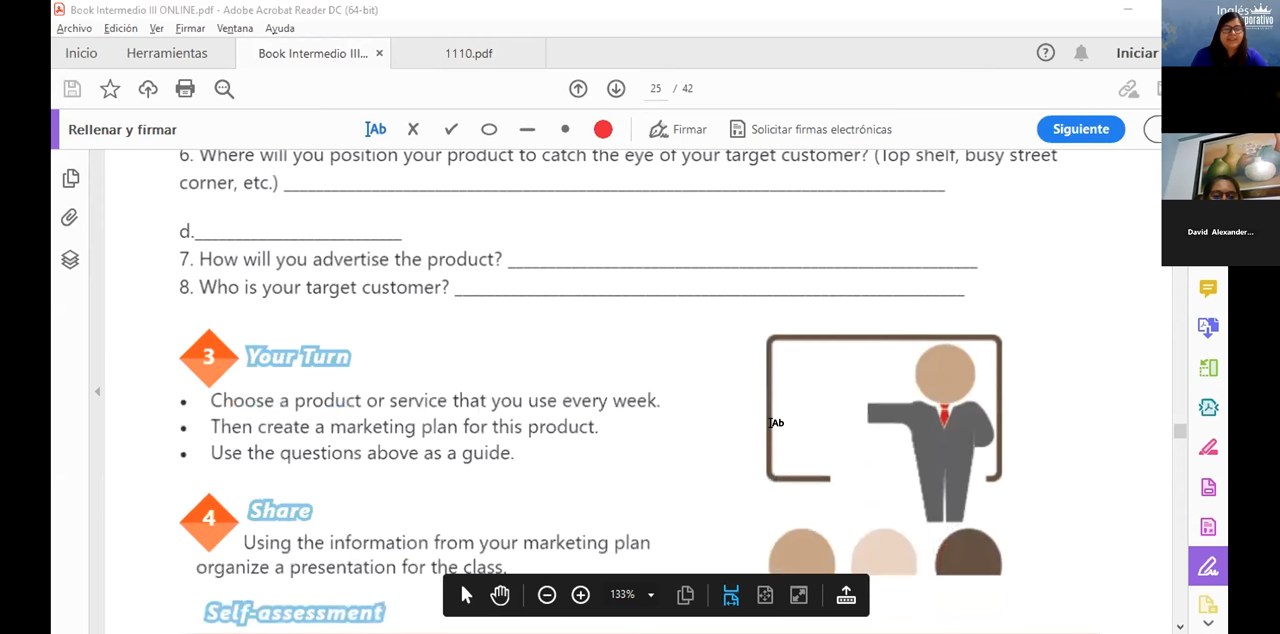 Book Intermedio III ONLINE.pdf - Adobe Acrobat Reader DC (64-bit)
Archivo Edición Ver Firmar Ventana Ayuda
Inicio Herramientas Book Intermedio III... × 1110.pdf Iniciar
25 / 42
Rellenar y firmar Ab Firmar Solicitar firmas electrónicas Siguiente
6. Where will you position your product to catch the eye of your target customer? (Top shelf, busy street
corner, etc.)
d.
7. How will you advertise the product?
8. Who is your target customer?
3 Your Turn
• Choose a product or service that you use every week.
• Then create a marketing plan for this product.
• Use the questions above as a guide.
Ab
4 Share
Using the information from your marketing plan
organize a presentation for the class.
133%
Self-assessment
Inglés
David Alexander...